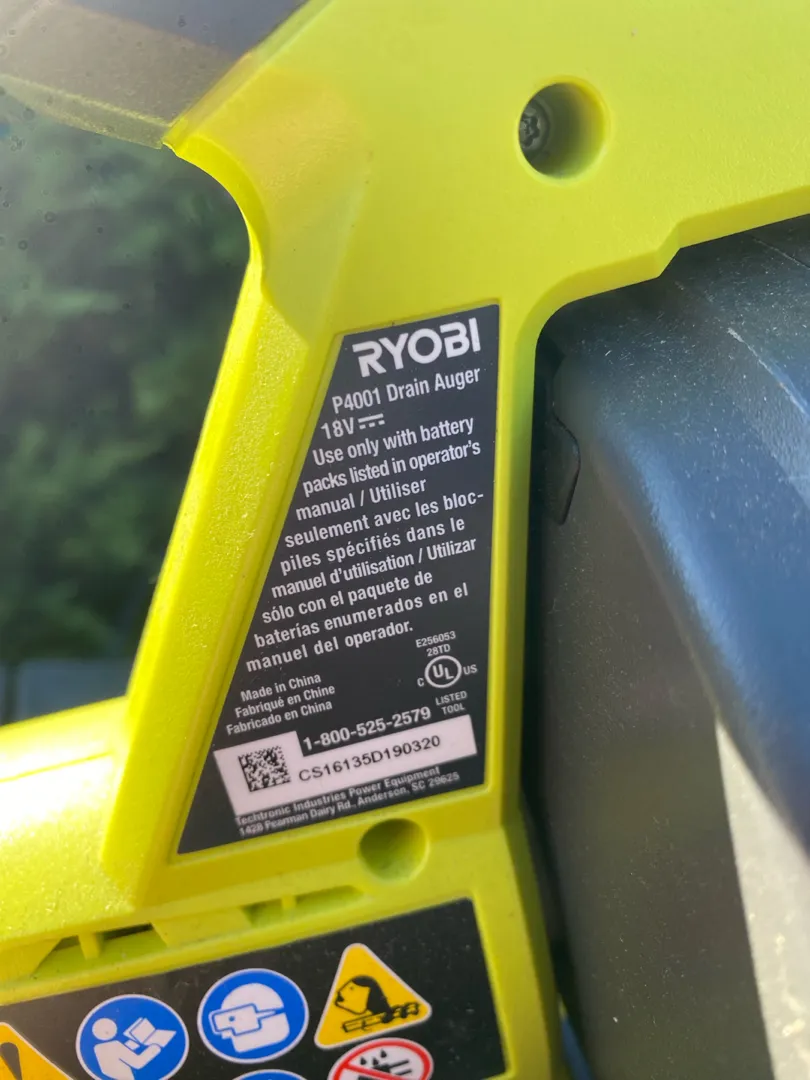 RYOBI
P4001 Drain Auger
18V
Use only with battery
packs listed in operator's
manual / Utiliser
seulement avec les bloc-
piles spécifiés dans le
manuel d'utilisation / Utilizar
sólo con el paquete de
baterías enumerados en el
manuel del operador.
E256053
28TD
C UL US
LISTED
TOOL
Made in China
Fabriqué en Chine
Fabricado en China
1-800-525-2579
CS16135D190320
Techtronic Industries Power Equipment
1428 Pearman Dairy Rd., Anderson, SC 29625